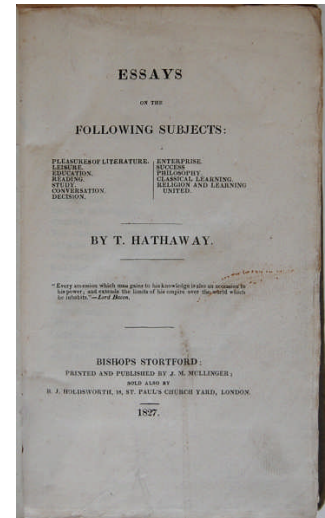 ESSAYS
ON THE
FOLLOWING SUBJECTS:
PLEASURES OF LITERATURE.
LEISURE.
EDUCATION.
READING.
STUDY.
CONVERSATION.
DECISION.
ENTERPRISE.
SUCCESS
PHILOSOPHY.
CLASSICAL LEARNING.
RELIGION AND LEARNING
UNITED.
BY T. HATHAWAY.
"Every accession which man gains to his knowledge is also an accession to
his power; and extends the limits of his empire over the world which
he inhabits."—Lord Bacon.
BISHOPS STORTFORD:
PRINTED AND PUBLISHED BY J. M. MULLINGER;
SOLD ALSO BY
B. J. HOLDSWORTH, 18, ST. PAUL'S CHURCH YARD, LONDON.
1827.